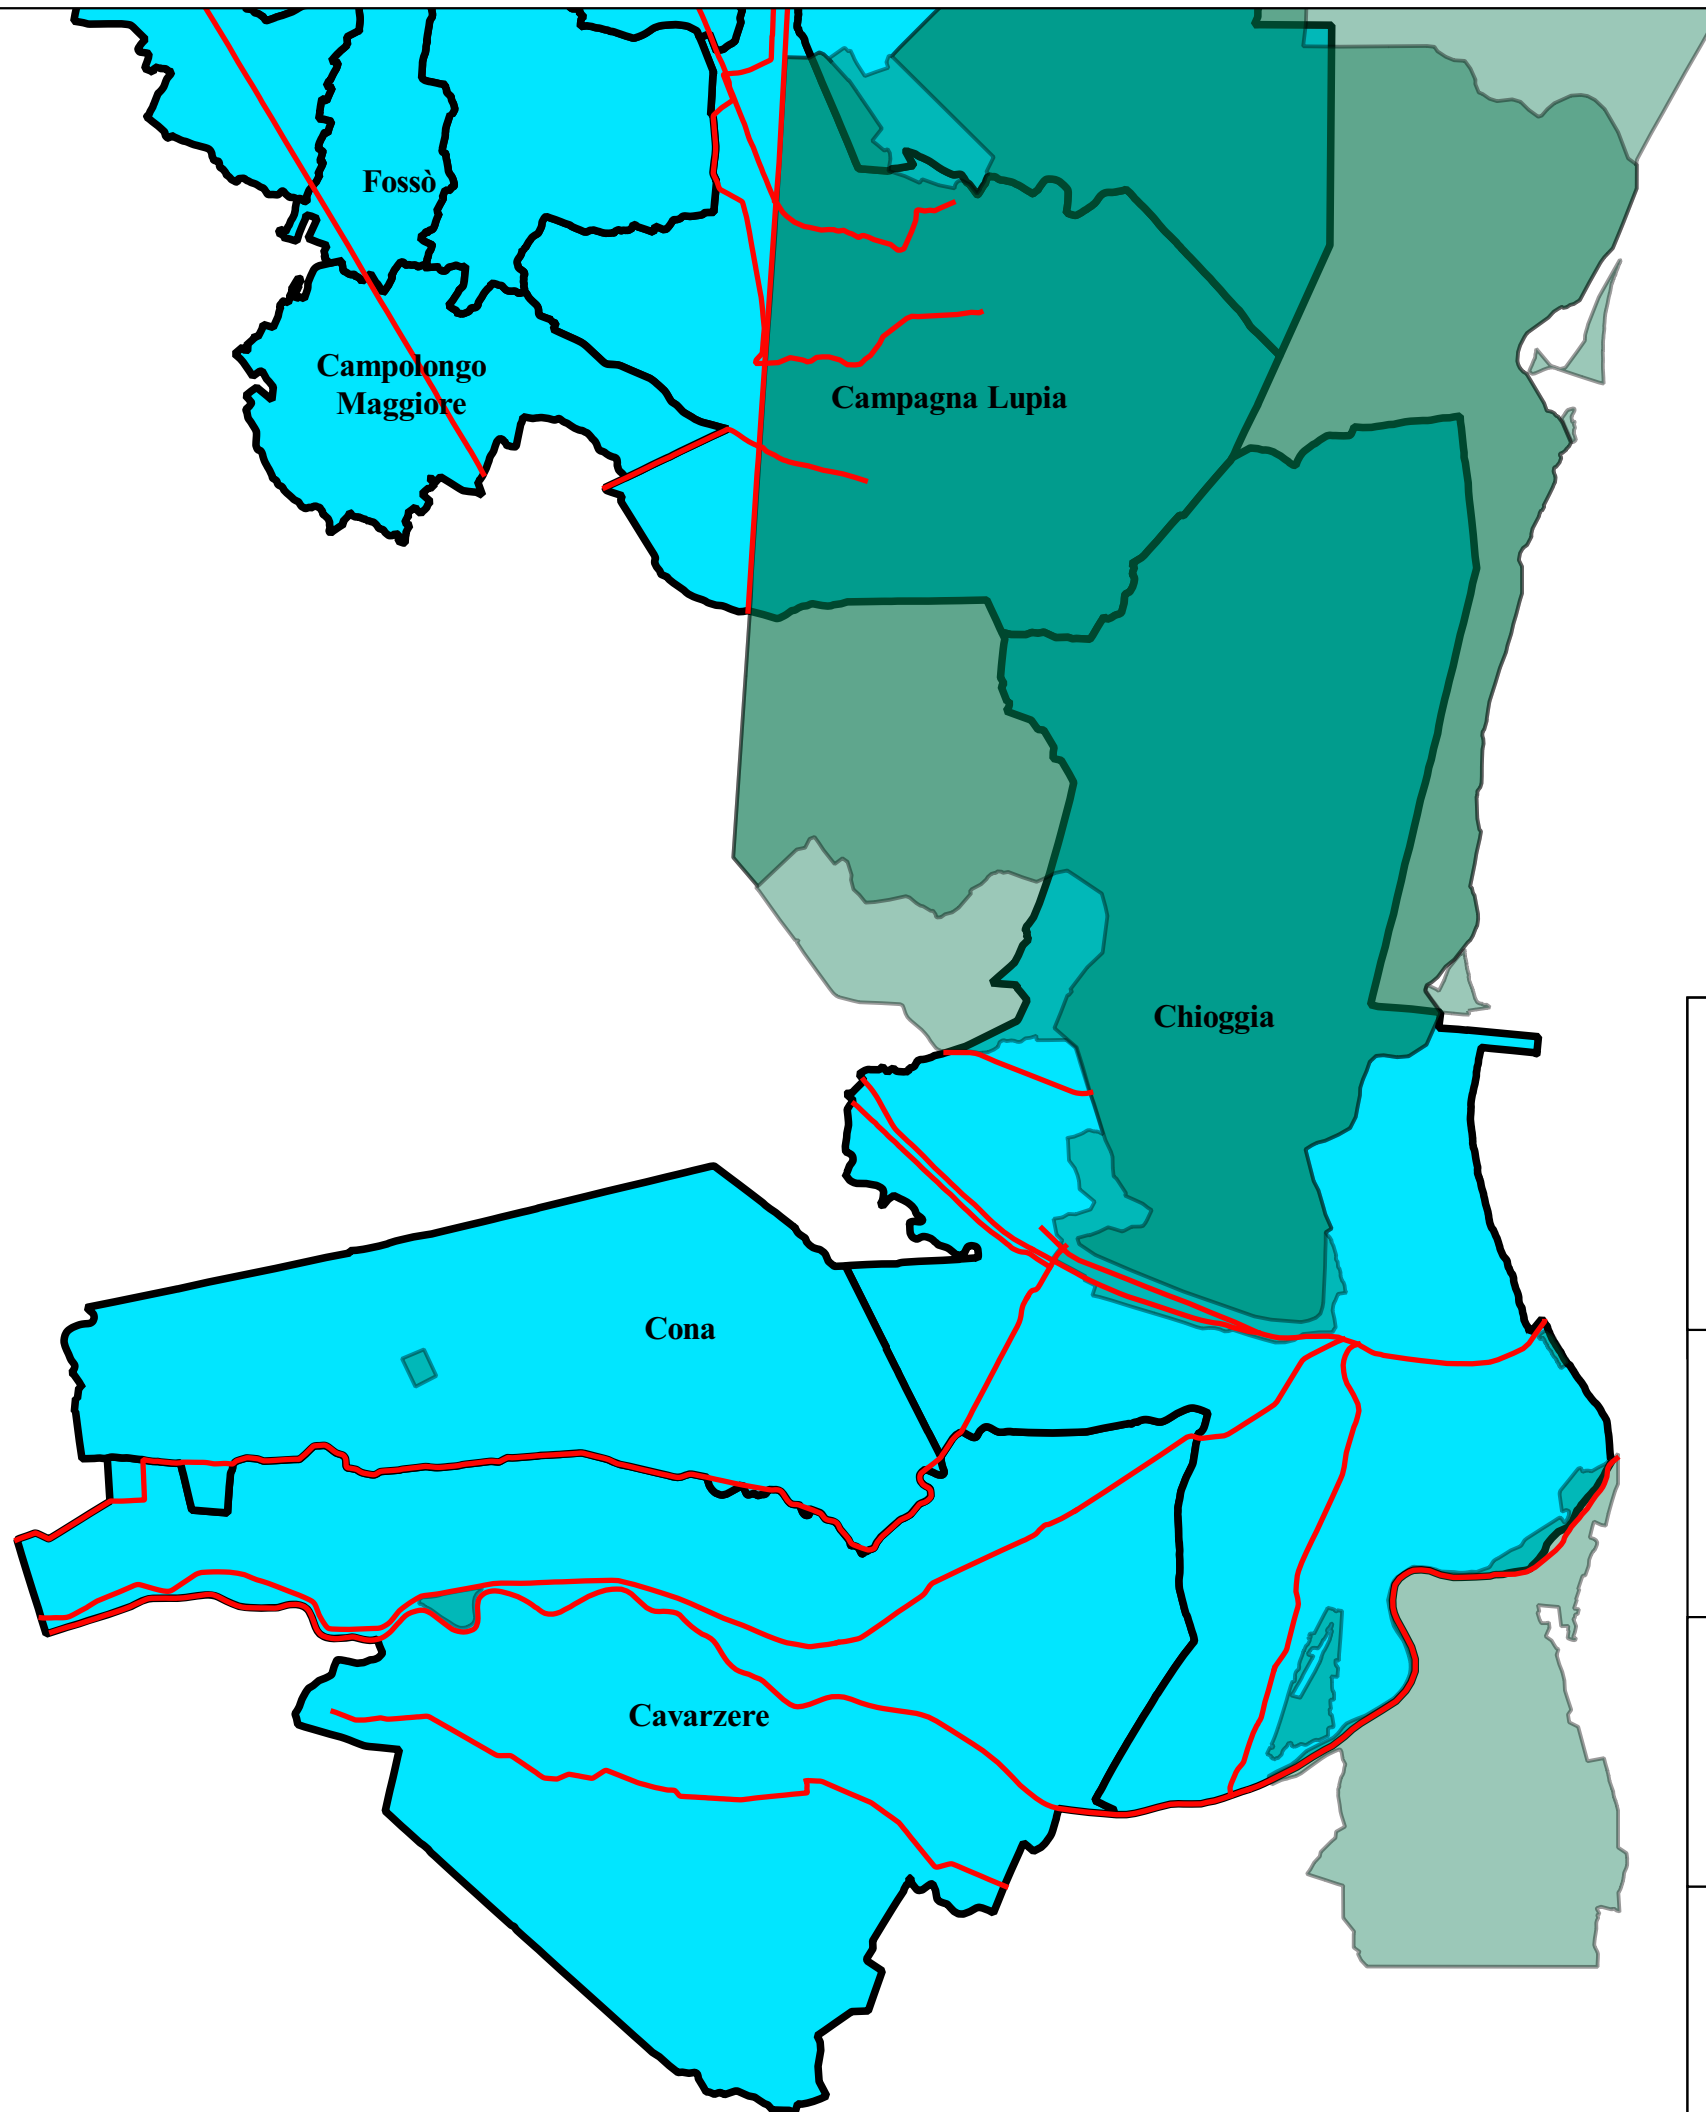 Fossò
Campolongo
Maggiore
Campagna Lupia
Chioggia
Cona
Cavarzere